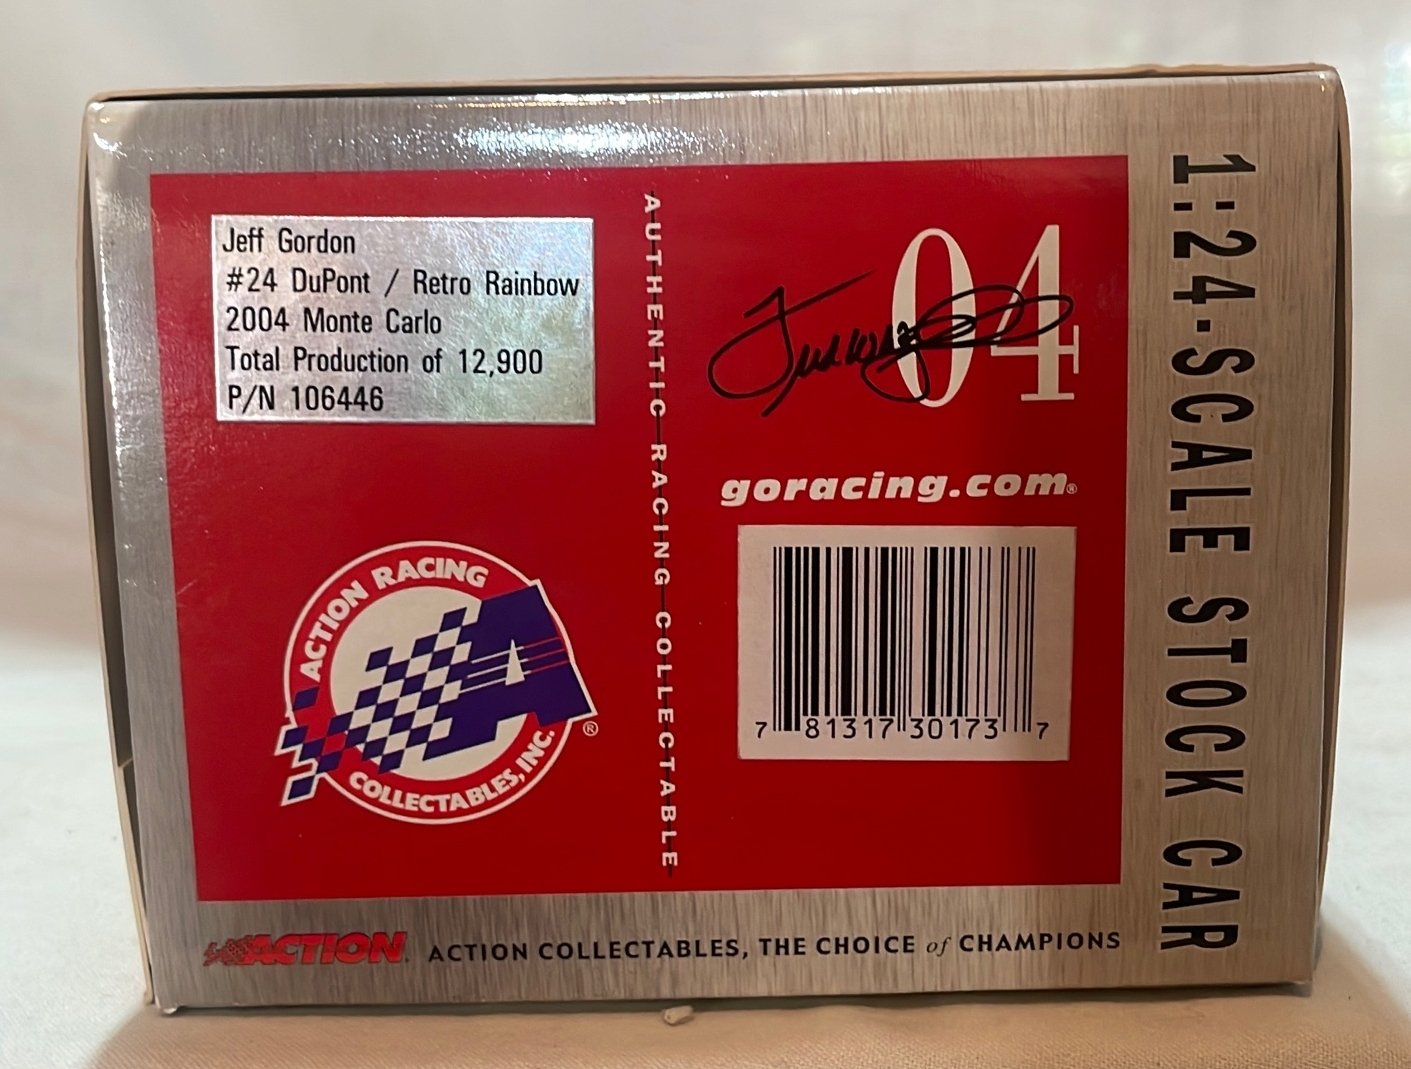 Jeff Gordon
#24 DuPont / Retro Rainbow
2004 Monte Carlo
Total Production of 12,900
P/N 106446
AUTHENTIC RACING COLLECTABLE
04
goracing.com®
7 81317 30173 7
ACTION RACING
COLLECTABLES, INC.
®
1:24-SCALE STOCK CAR
ACTION
ACTION COLLECTABLES, THE CHOICE of CHAMPIONS